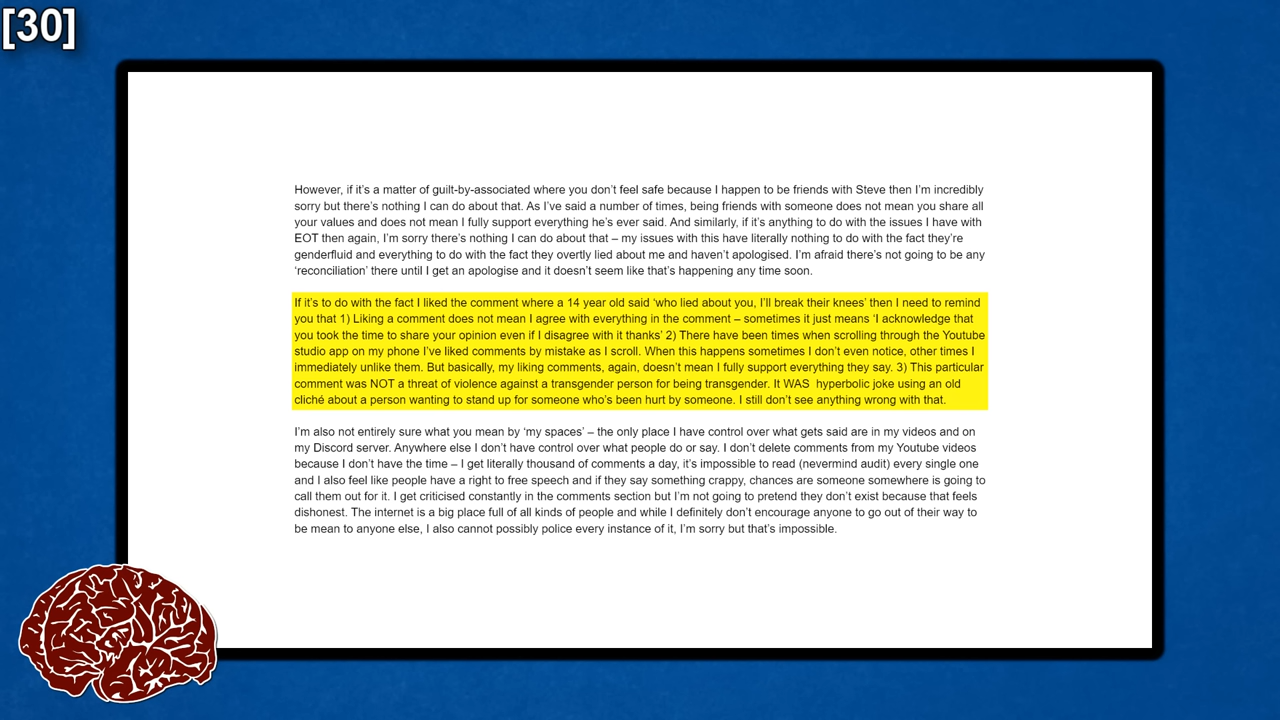 [30]
However, if it's a matter of guilt-by-associated where you don't feel safe because I happen to be friends with Steve then I'm incredibly
sorry but there's nothing I can do about that. As I've said a number of times, being friends with someone does not mean you share all
your values and does not mean I fully support everything he's ever said. And similarly, if it's anything to do with the issues I have with
EOT then again, I'm sorry there's nothing I can do about that – my issues with this have literally nothing to do with the fact they're
genderfluid and everything to do with the fact they overtly lied about me and haven't apologised. I'm afraid there's not going to be any
'reconciliation' there until I get an apologise and it doesn't seem like that's happening any time soon.
If it's to do with the fact I liked the comment where a 14 year old said 'who lied about you, I'll break their knees' then I need to remind
you that 1) Liking a comment does not mean I agree with everything in the comment – sometimes it just means 'I acknowledge that
you took the time to share your opinion even if I disagree with it thanks' 2) There have been times when scrolling through the Youtube
studio app on my phone I've liked comments by mistake as I scroll. When this happens sometimes I don't even notice, other times I
immediately unlike them. But basically, my liking comments, again, doesn't mean I fully support everything they say. 3) This particular
comment was NOT a threat of violence against a transgender person for being transgender. It WAS  hyperbolic joke using an old
cliché about a person wanting to stand up for someone who's been hurt by someone. I still don't see anything wrong with that.
I'm also not entirely sure what you mean by 'my spaces' – the only place I have control over what gets said are in my videos and on
my Discord server. Anywhere else I don't have control over what people do or say. I don't delete comments from my Youtube videos
because I don't have the time – I get literally thousand of comments a day, it's impossible to read (nevermind audit) every single one
and I also feel like people have a right to free speech and if they say something crappy, chances are someone somewhere is going to
call them out for it. I get criticised constantly in the comments section but I'm not going to pretend they don't exist because that feels
dishonest. The internet is a big place full of all kinds of people and while I definitely don't encourage anyone to go out of their way to
be mean to anyone else, I also cannot possibly police every instance of it, I'm sorry but that's impossible.